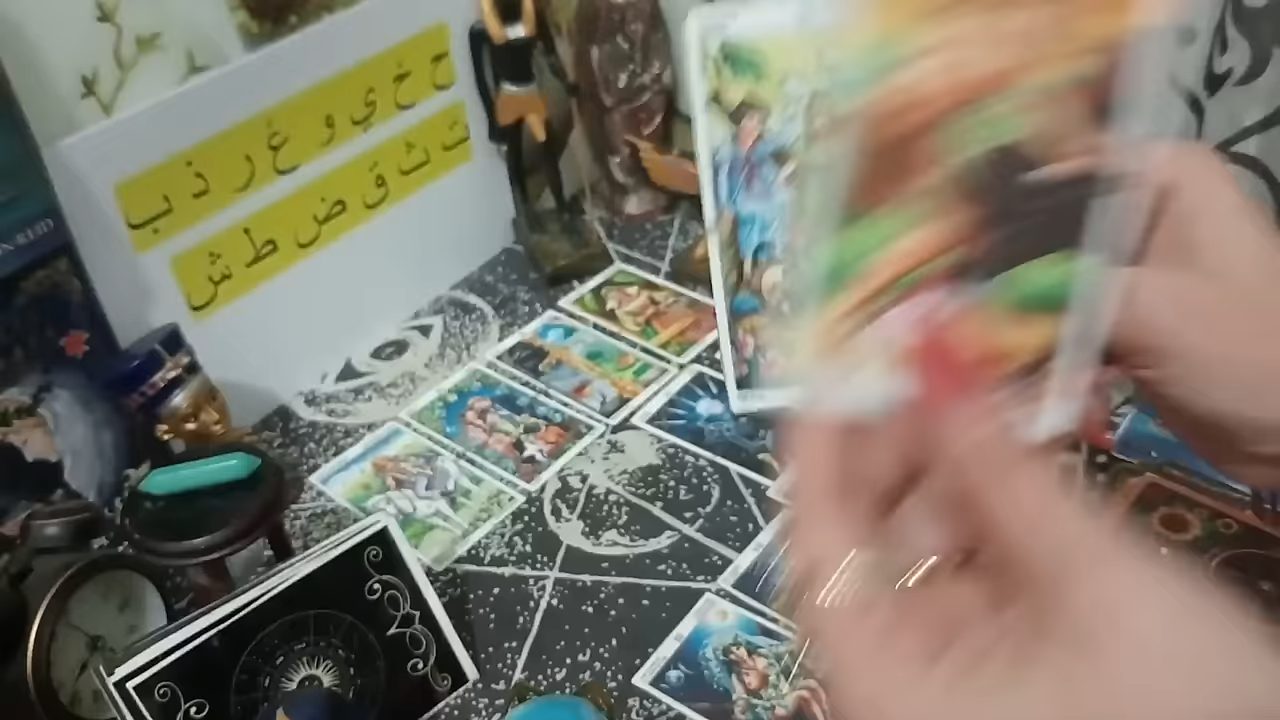 ح خ ي و غ ر ذ ب
ت ث ق ض ط ش